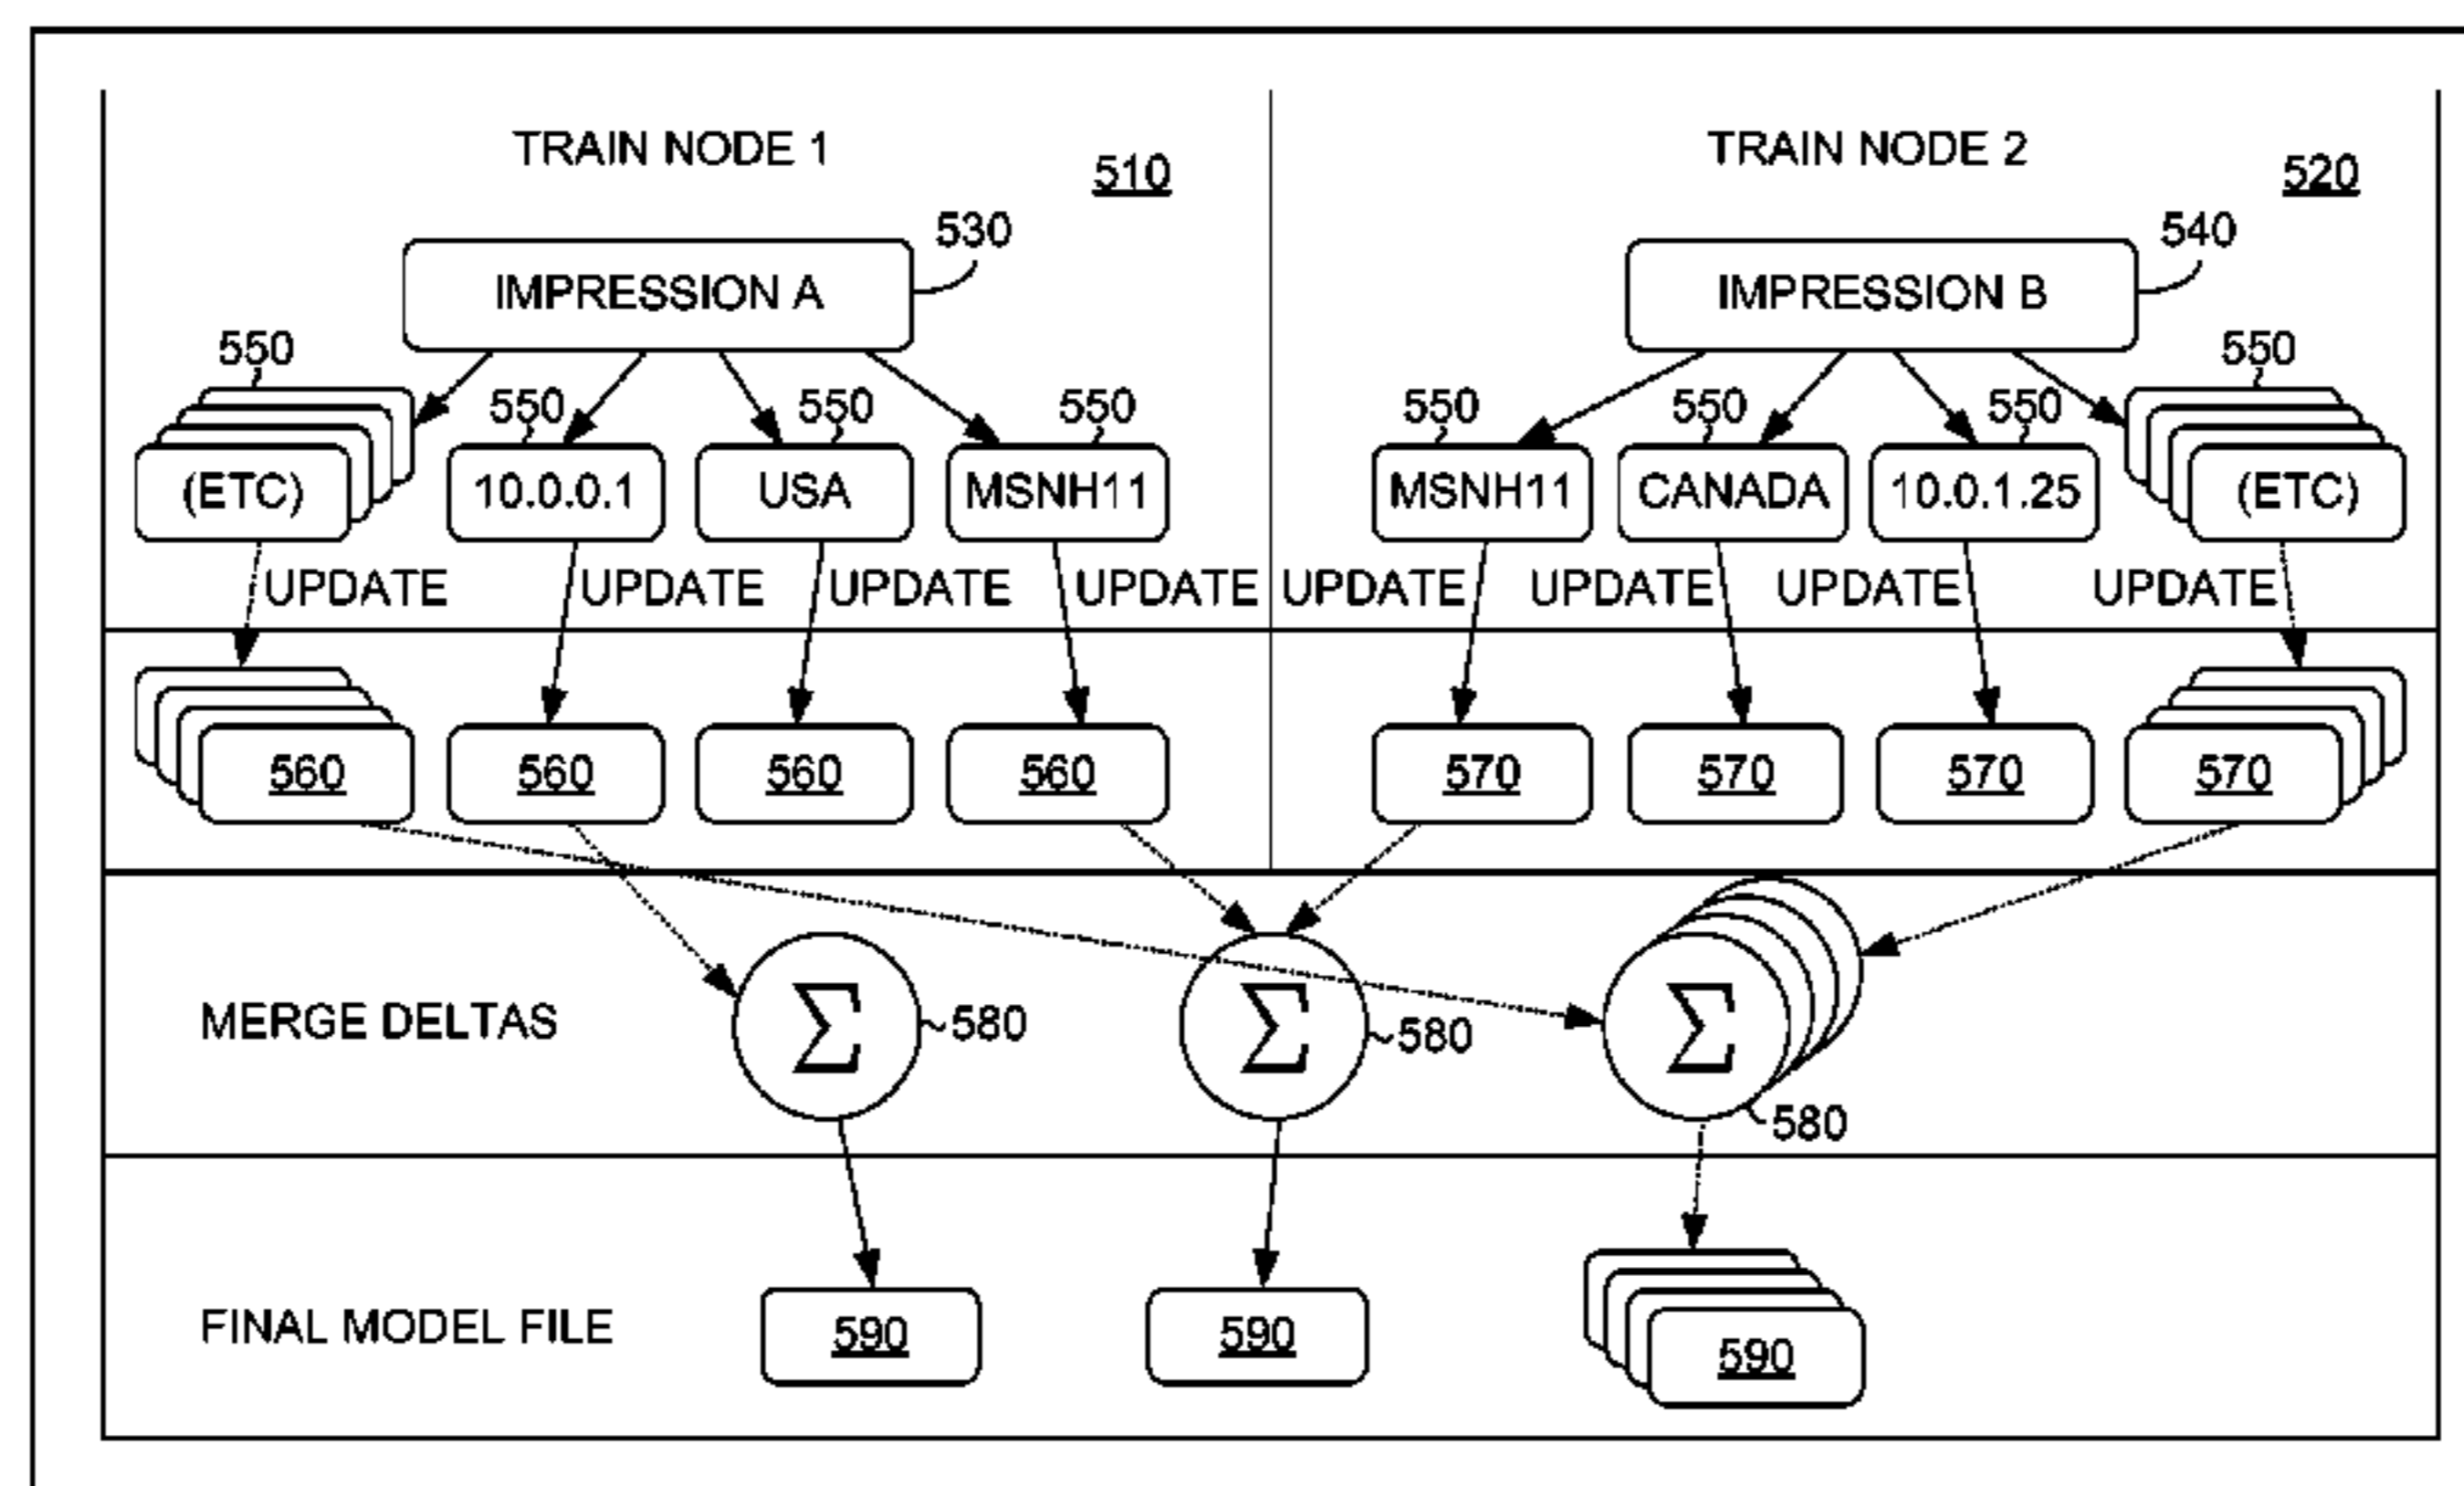 TRAIN NODE 1
510
TRAIN NODE 2
520
530
540
IMPRESSION A
IMPRESSION B
550
550
550
550
550
550
550
550
(ETC)
10.0.0.1
USA
MSNH11
MSNH11
CANADA
10.0.1.25
(ETC)
UPDATE
UPDATE
UPDATE
UPDATE
UPDATE
UPDATE
UPDATE
UPDATE
560
560
560
560
570
570
570
570
MERGE DELTAS
Σ
580
Σ
580
Σ
580
FINAL MODEL FILE
590
590
590